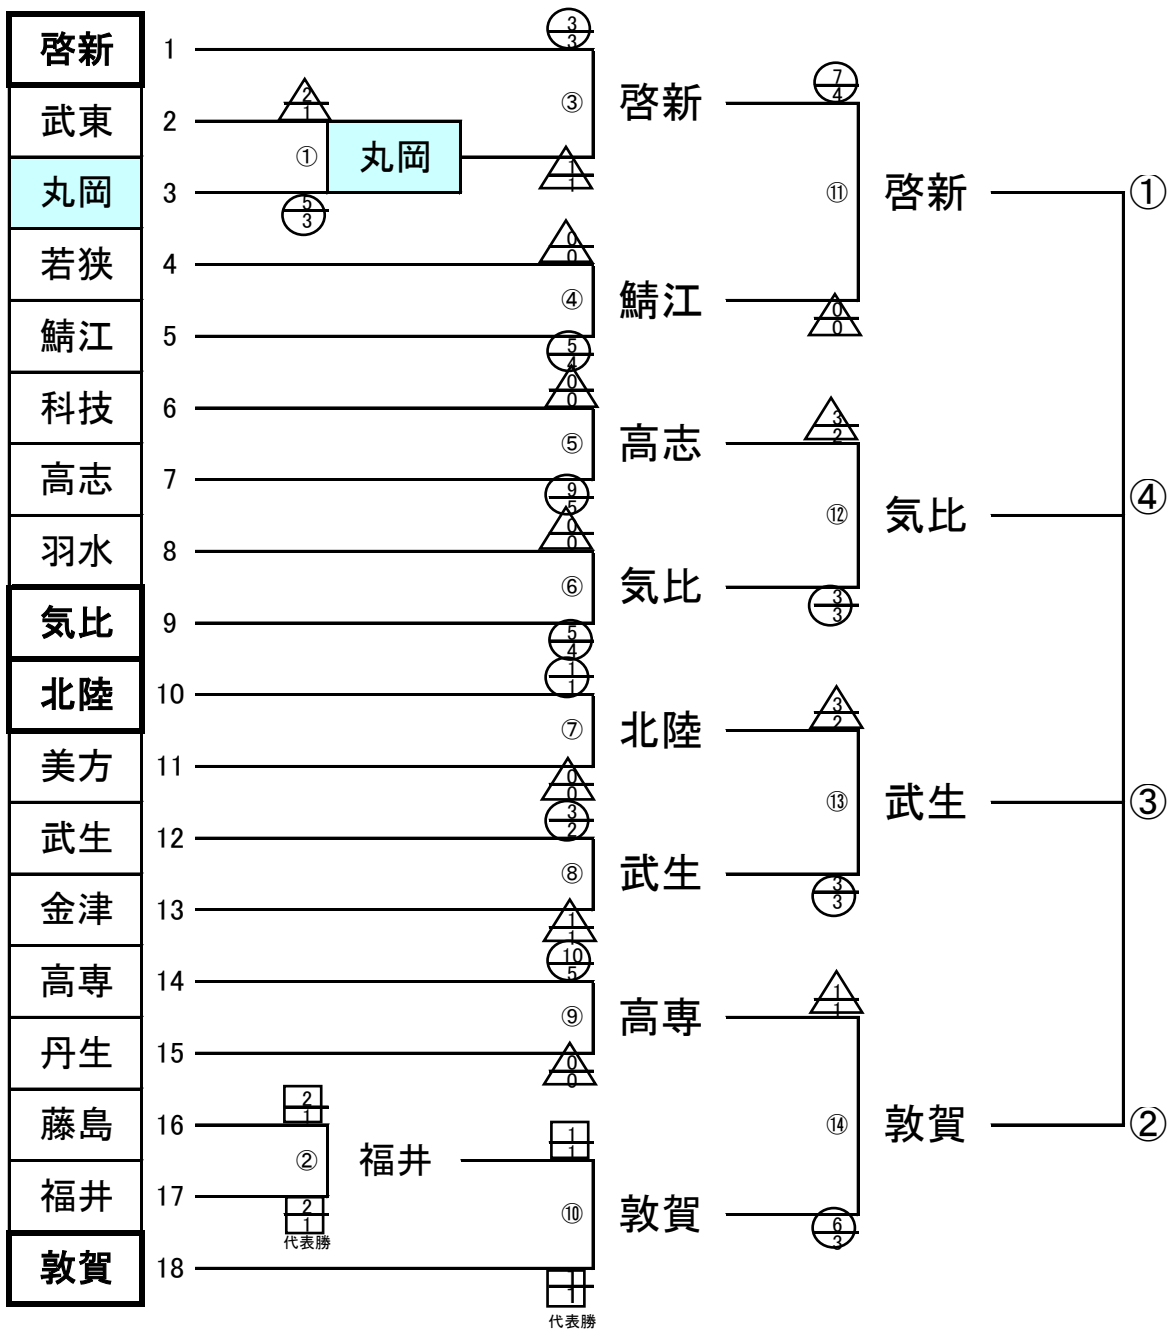 啓新 1
武東 2
丸岡 3
若狭 4
鯖江 5
科技 6
高志 7
羽水 8
気比 9
北陸 10
美方 11
武生 12
金津 13
高専 14
丹生 15
藤島 16
福井 17
敦賀 18
2
1
①
丸岡
5
3
2
1
②
福井
2
1
代表勝
3
3
③
1
1
0
0
④
5
4
0
0
⑤
9
5
0
0
⑥
5
4
1
1
⑦
0
0
3
2
⑧
1
1
10
5
⑨
0
0
1
1
⑩
1
1
代表勝
啓新
鯖江
高志
気比
北陸
武生
高専
敦賀
7
4
⑪
0
0
3
2
⑫
3
3
3
2
⑬
3
3
1
1
⑭
6
3
啓新 ①
気比 ④
武生 ③
敦賀 ②